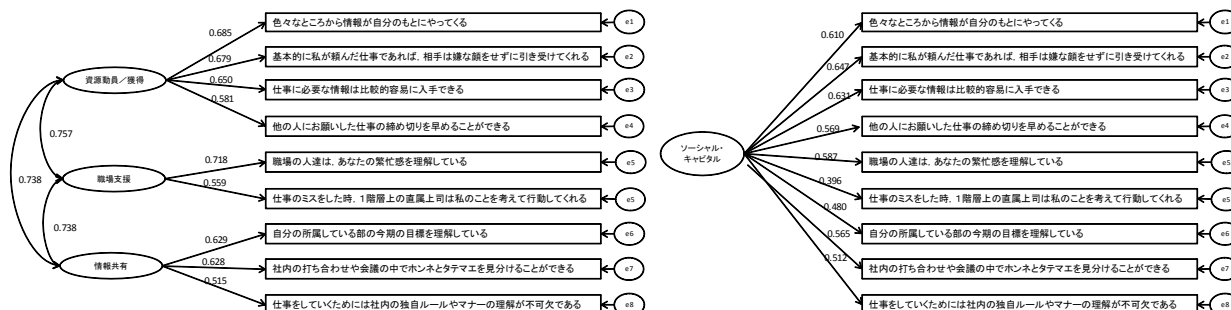 色々なところから情報が自分のもとにやってくる
e1
0.685
基本的に私が頼んだ仕事であれば，相手は嫌な顔をせずに引き受けてくれる
e2
0.679
資源動員／獲得
0.650
仕事に必要な情報は比較的容易に入手できる
e3
0.581
他の人にお願いした仕事の締め切りを早めることができる
e4
0.757
0.718
職場の人達は，あなたの繁忙感を理解している
e5
0.738
職場支援
0.559
仕事のミスをした時，1階層上の直属上司は私のことを考えて行動してくれる
e5
0.738
0.629
自分の所属している部の今期の目標を理解している
e6
情報共有
0.628
社内の打ち合わせや会議の中でホンネとタテマエを見分けることができる
e7
0.515
仕事をしていくためには社内の独自ルールやマナーの理解が不可欠である
e8
色々なところから情報が自分のもとにやってくる
e1
0.610
基本的に私が頼んだ仕事であれば，相手は嫌な顔をせずに引き受けてくれる
e2
0.647
仕事に必要な情報は比較的容易に入手できる
e3
0.631
他の人にお願いした仕事の締め切りを早めることができる
e4
0.569
ソーシャル・
キャピタル
0.587
職場の人達は，あなたの繁忙感を理解している
e5
0.396
仕事のミスをした時，1階層上の直属上司は私のことを考えて行動してくれる
e5
0.480
自分の所属している部の今期の目標を理解している
e6
0.565
社内の打ち合わせや会議の中でホンネとタテマエを見分けることができる
e7
0.512
仕事をしていくためには社内の独自ルールやマナーの理解が不可欠である
e8